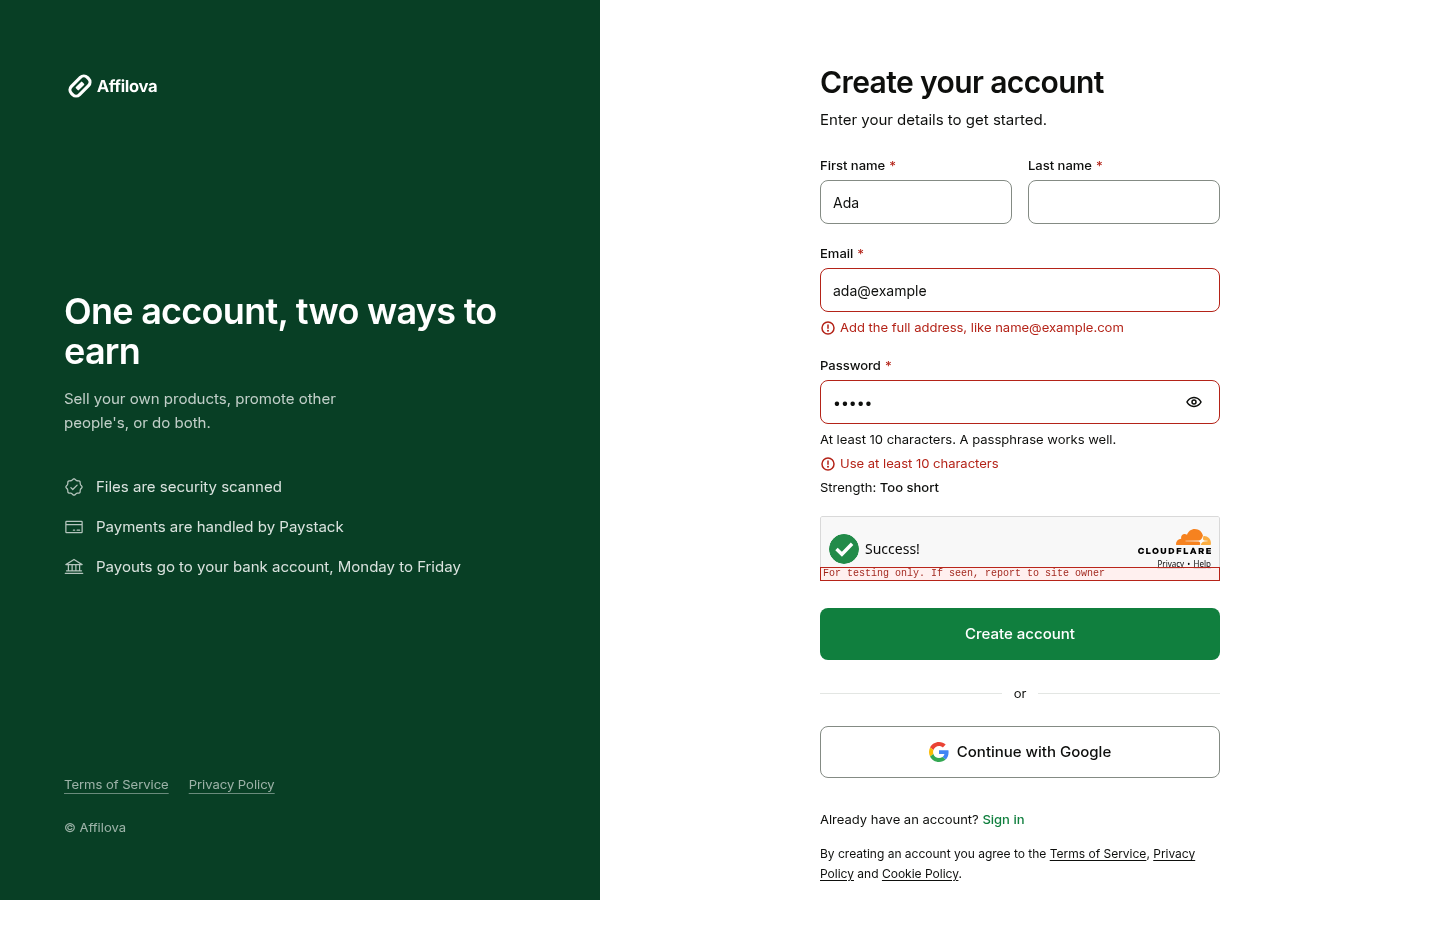 Affilova
One account, two ways to
earn
Sell your own products, promote other
people's, or do both.
Files are security scanned
Payments are handled by Paystack
Payouts go to your bank account, Monday to Friday
Terms of Service Privacy Policy
© Affilova
Create your account
Enter your details to get started.
First name * Last name *
Ada
Email *
ada@example
Add the full address, like name@example.com
Password *
•••••
At least 10 characters. A passphrase works well.
Use at least 10 characters
Strength: Too short
Success!
CLOUDFLARE
Privacy • Help
For testing only. If seen, report to site owner
Create account
or
Continue with Google
Already have an account? Sign in
By creating an account you agree to the Terms of Service, Privacy
Policy and Cookie Policy.